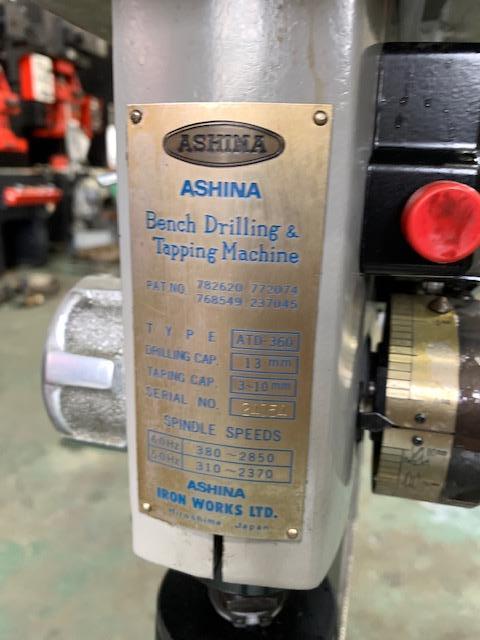 ASHINA
ASHINA
Bench Drilling &
Tapping Machine
PAT.NO. 782620 772074
768549 237045
TYPE ATD-360
DRILLING CAP. 13 mm
TAPING CAP. 3~10 mm
SERIAL NO.
SPINDLE SPEEDS
60Hz 380~2850
50Hz 310~2370
ASHINA
IRON WORKS LTD.
Hiroshima Japan